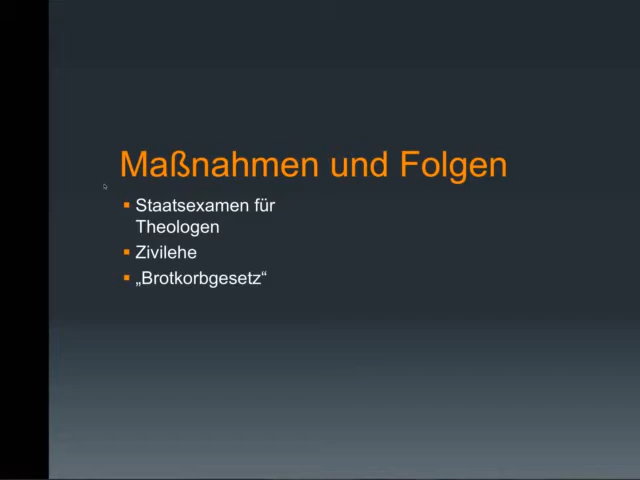 Maßnahmen und Folgen
▪ Staatsexamen für
Theologen
▪ Zivilehe
▪ „Brotkorbgesetz“